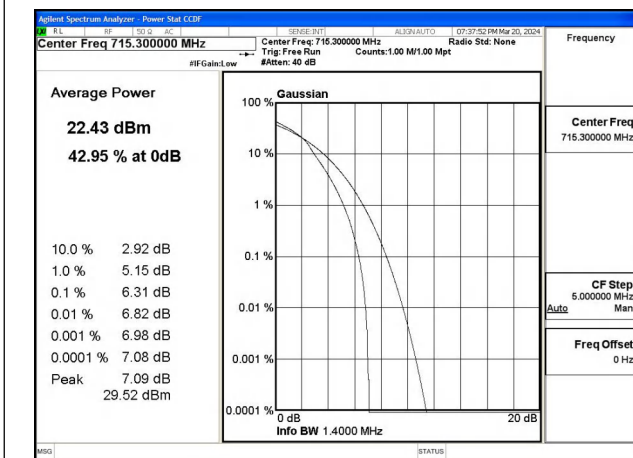 Agilent Spectrum Analyzer - Power Stat CCDF
RL RF 50 Ω AC SENSE:INT ALIGNAUTO 07:37:52 PM Mar 20, 2024
Center Freq 715.300000 MHz
Center Freq: 715.300000 MHz Radio Std: None
Trig: Free Run Counts:1.00 M/1.00 Mpt
#IFGain:Low #Atten: 40 dB
Frequency
Average Power
22.43 dBm
42.95 % at 0dB
10.0 % 2.92 dB
1.0 % 5.15 dB
0.1 % 6.31 dB
0.01 % 6.82 dB
0.001 % 6.98 dB
0.0001 % 7.08 dB
Peak 7.09 dB
29.52 dBm
Gaussian
100 %
10 %
1 %
0.1 %
0.01 %
0.001 %
0.0001 %
0 dB 20 dB
Info BW 1.4000 MHz
Center Freq
715.300000 MHz
CF Step
5.000000 MHz
Auto Man
Freq Offset
0 Hz
MSG STATUS